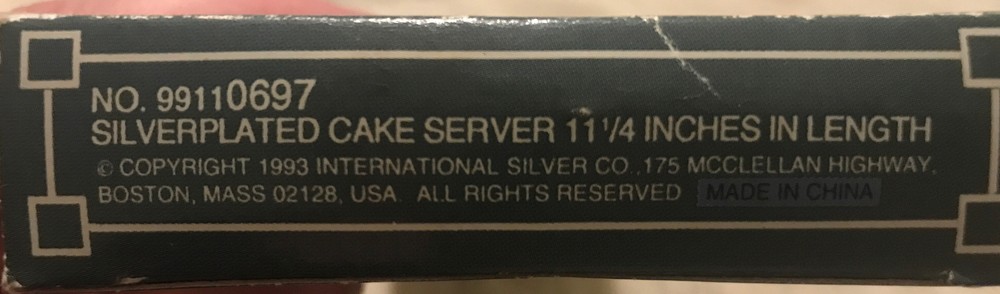 NO. 99110697
SILVERPLATED CAKE SERVER 11 1/4 INCHES IN LENGTH
© COPYRIGHT 1993 INTERNATIONAL SILVER CO., 175 MCCLELLAN HIGHWAY,
BOSTON, MASS 02128, USA. ALL RIGHTS RESERVED MADE IN CHINA